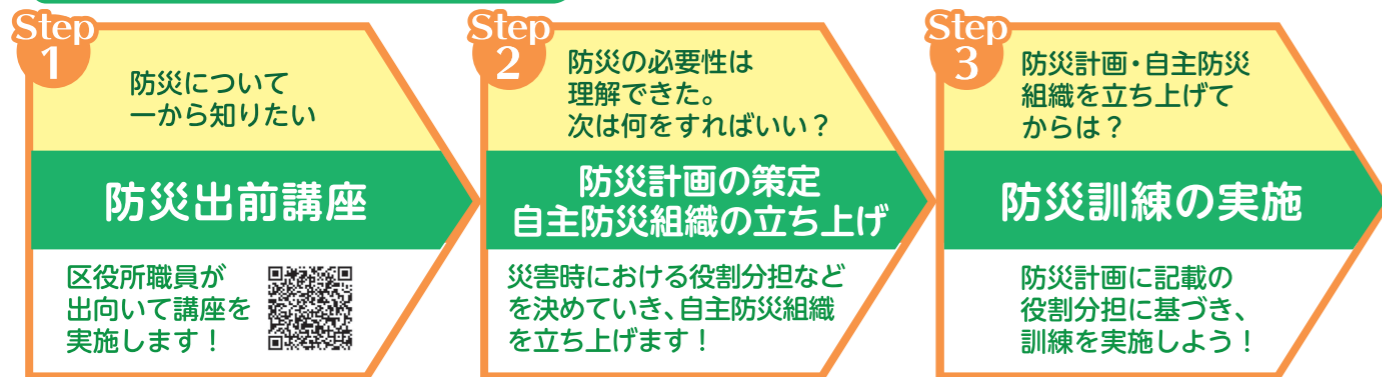 Step
1
防災について
一から知りたい
防災出前講座
区役所職員が
出向いて講座を
実施します！
Step
2
防災の必要性は
理解できた。
次は何をすればいい？
防災計画の策定
自主防災組織の立ち上げ
災害時における役割分担など
を決めていき、自主防災組織
を立ち上げます！
Step
3
防災計画・自主防災
組織を立ち上げて
からは？
防災訓練の実施
防災計画に記載の
役割分担に基づき、
訓練を実施しよう！